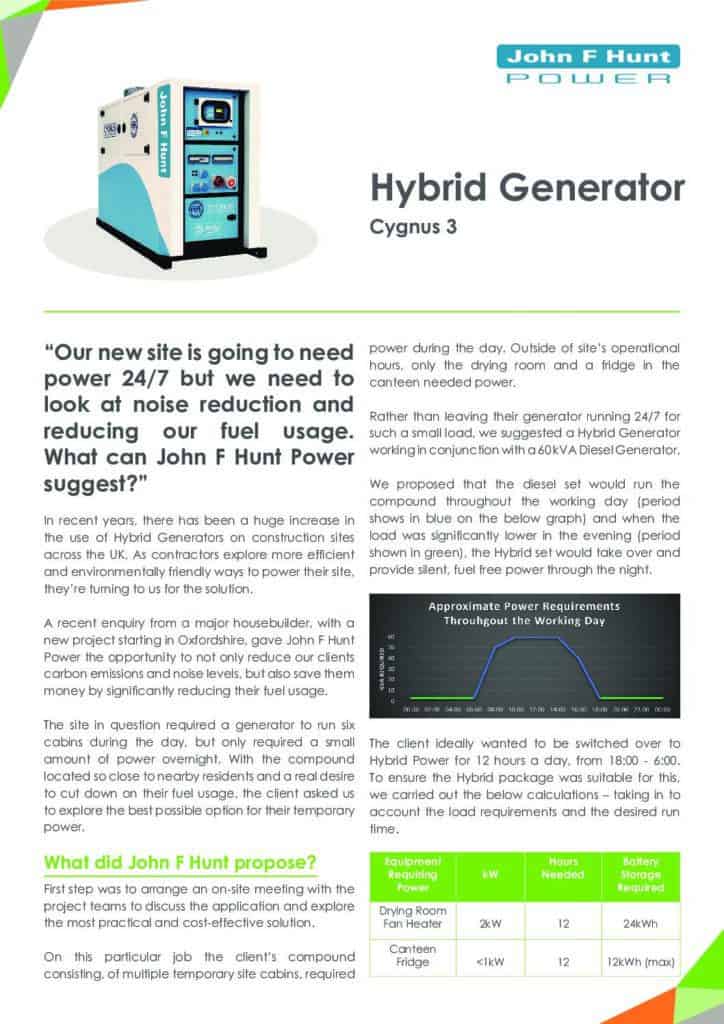 John F Hunt
POWER
John F Hunt
Hybrid Generator
Cygnus 3
“Our new site is going to need
power 24/7 but we need to
look at noise reduction and
reducing our fuel usage.
What can John F Hunt Power
suggest?”
In recent years, there has been a huge increase in
the use of Hybrid Generators on construction sites
across the UK. As contractors explore more efficient
and environmentally friendly ways to power their site,
they’re turning to us for the solution.
A recent enquiry from a major housebuilder, with a
new project starting in Oxfordshire, gave John F Hunt
Power the opportunity to not only reduce our clients
carbon emissions and noise levels, but also save them
money by significantly reducing their fuel usage.
The site in question required a generator to run six
cabins during the day, but only required a small
amount of power overnight. With the compound
located so close to nearby residents and a real desire
to cut down on their fuel usage, the client asked us
to explore the best possible option for their temporary
power.
What did John F Hunt propose?
First step was to arrange an on-site meeting with the
project teams to discuss the application and explore
the most practical and cost-effective solution.
On this particular job the client’s compound
consisting, of multiple temporary site cabins, required
power during the day. Outside of site’s operational
hours, only the drying room and a fridge in the
canteen needed power.
Rather than leaving their generator running 24/7 for
such a small load, we suggested a Hybrid Generator
working in conjunction with a 60kVA Diesel Generator.
We proposed that the diesel set would run the
compound throughout the working day (period
shows in blue on the below graph) and when the
load was significantly lower in the evening (period
shown in green), the Hybrid set would take over and
provide silent, fuel free power through the night.
Approximate Power Requirements
Throuhgout the Working Day
The client ideally wanted to be switched over to
Hybrid Power for 12 hours a day, from 18:00 - 6:00.
To ensure the Hybrid package was suitable for this,
we carried out the below calculations – taking in to
account the load requirements and the desired run
time.
Equipment Requiring Power kW Hours Needed Battery Storage Required
Drying Room Fan Heater 2kW 12 24kWh
Canteen Fridge <1kW 12 12kWh (max)